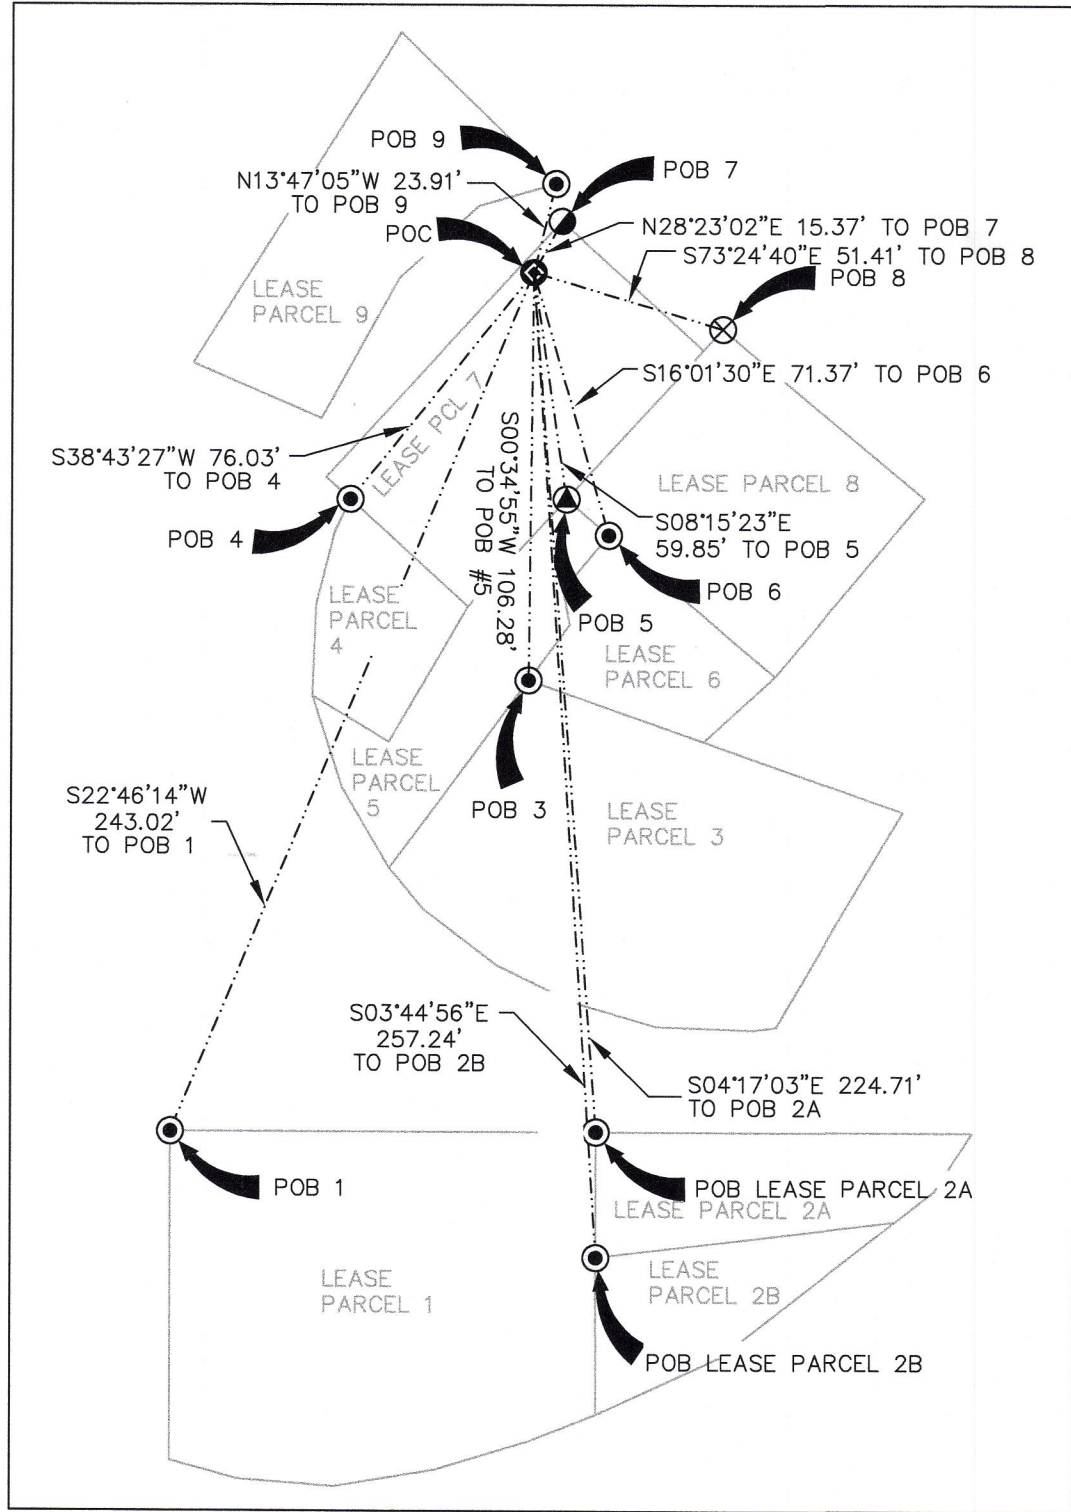 POB 9
POB 7
N13°47'05"W 23.91'
TO POB 9
N28°23'02"E 15.37' TO POB 7
POC
S73°24'40"E 51.41' TO POB 8
POB 8
LEASE
PARCEL 9
S16°01'30"E 71.37' TO POB 6
LEASE PCL 7
S38°43'27"W 76.03'
TO POB 4
S00°34'55"W 106.28'
TO POB #5
LEASE PARCEL 8
S08°15'23"E
59.85' TO POB 5
POB 4
POB 6
LEASE
PARCEL
4
POB 5
LEASE
PARCEL 6
LEASE
PARCEL
5
S22°46'14"W
243.02'
TO POB 1
POB 3
LEASE
PARCEL 3
S03°44'56"E
257.24'
TO POB 2B
S04°17'03"E 224.71'
TO POB 2A
POB 1
POB LEASE PARCEL 2A
LEASE PARCEL 2A
LEASE
PARCEL 1
LEASE
PARCEL 2B
POB LEASE PARCEL 2B